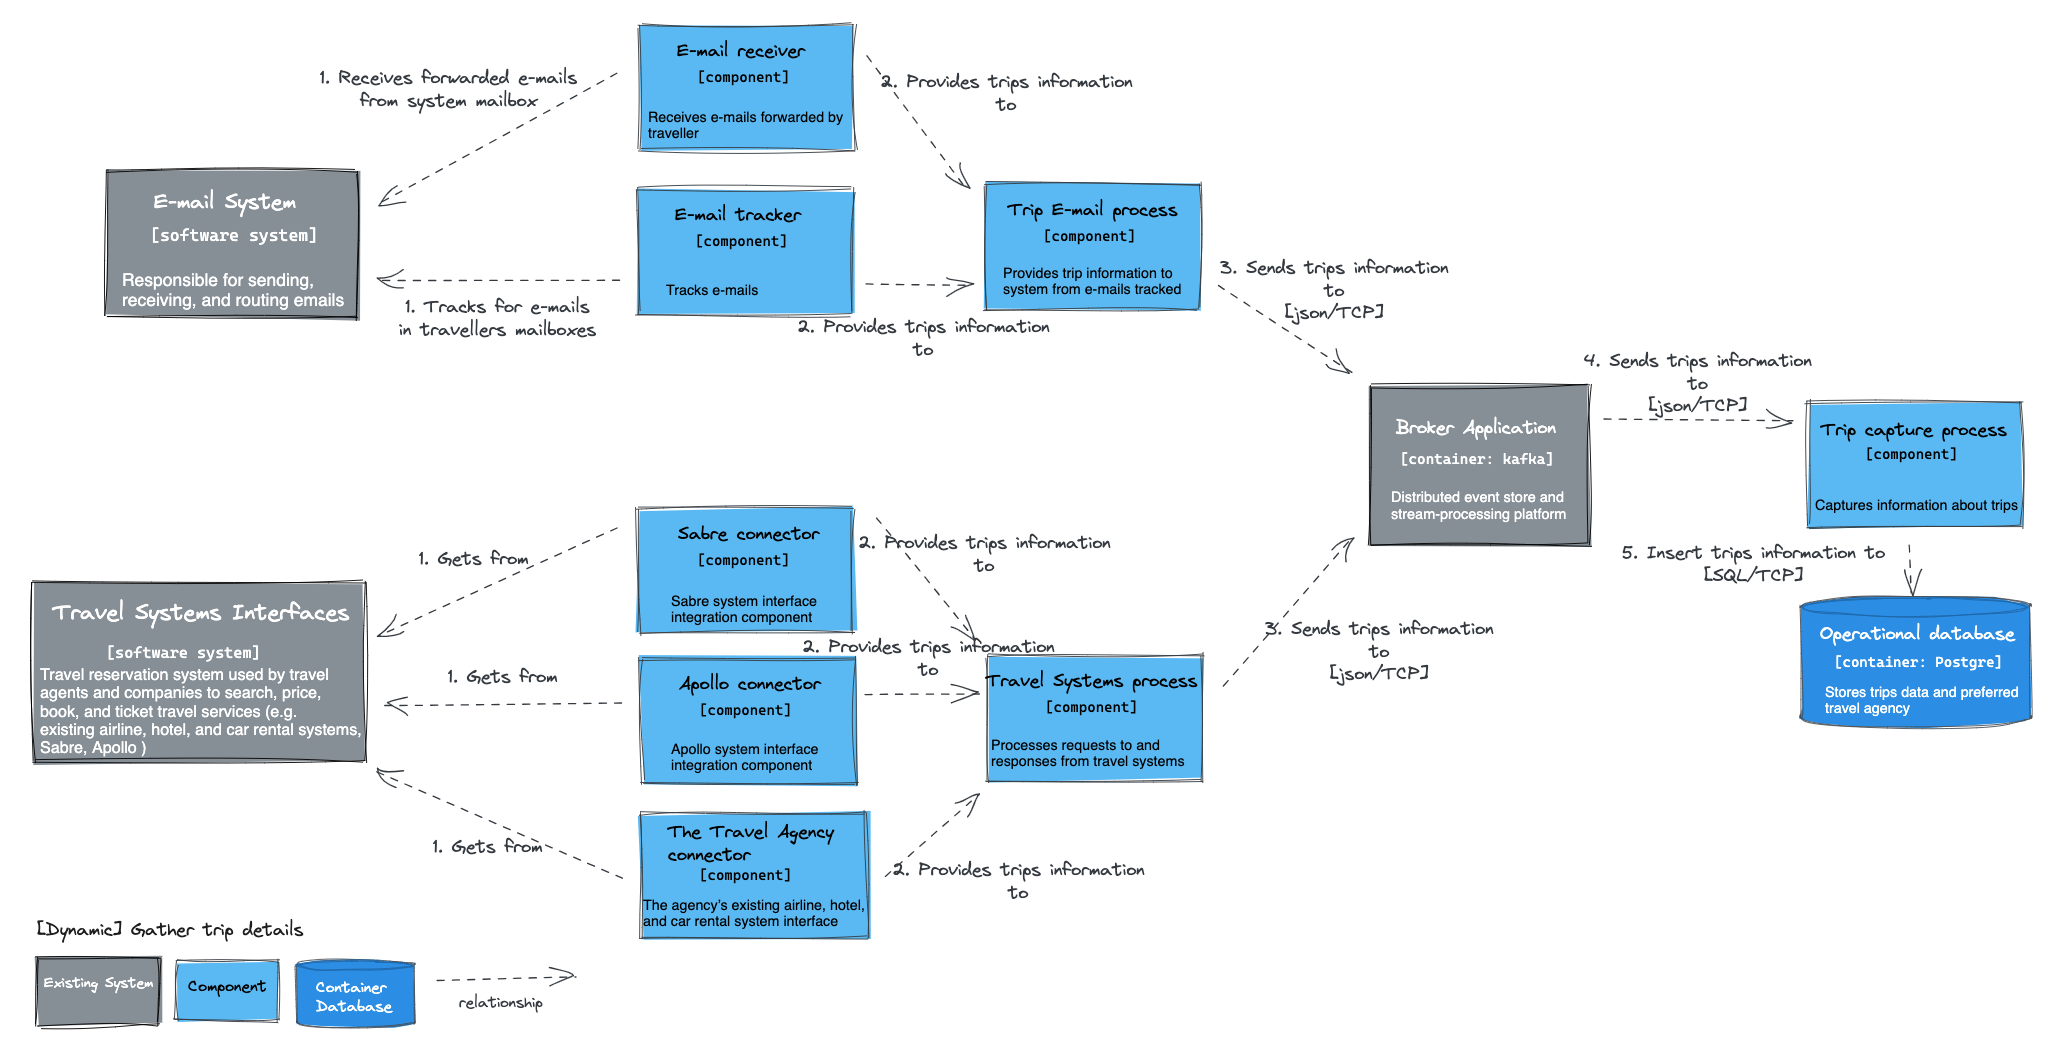 E-mail receiver
[component]
Receives e-mails forwarded by
traveller
1. Receives forwarded e-mails
from system mailbox
2. Provides trips information
to
E-mail System
[software system]
Responsible for sending,
receiving, and routing emails
E-mail tracker
[component]
Tracks e-mails
1. Tracks for e-mails
in travellers mailboxes
2. Provides trips information
to
Trip E-mail process
[component]
Provides trip information to
system from e-mails tracked
3. Sends trips information
to
[json/TCP]
Broker Application
[container: kafka]
Distributed event store and
stream-processing platform
4. Sends trips information
to
[json/TCP]
Trip capture process
[component]
Captures information about trips
5. Insert trips information to
[SQL/TCP]
Operational database
[container: Postgre]
Stores trips data and preferred
travel agency
Sabre connector
[component]
Sabre system interface
integration component
1. Gets from
2. Provides trips information
to
Travel Systems Interfaces
[software system]
Travel reservation system used by travel
agents and companies to search, price,
book, and ticket travel services (e.g.
existing airline, hotel, and car rental systems,
Sabre, Apollo )
1. Gets from
Apollo connector
[component]
Apollo system interface
integration component
2. Provides trips information
to
Travel Systems process
[component]
Processes requests to and
responses from travel systems
3. Sends trips information
to
[json/TCP]
1. Gets from
The Travel Agency
connector
[component]
The agency's existing airline, hotel,
and car rental system interface
2. Provides trips information
to
[Dynamic] Gather trip details
Existing System
Component
Container
Database
relationship